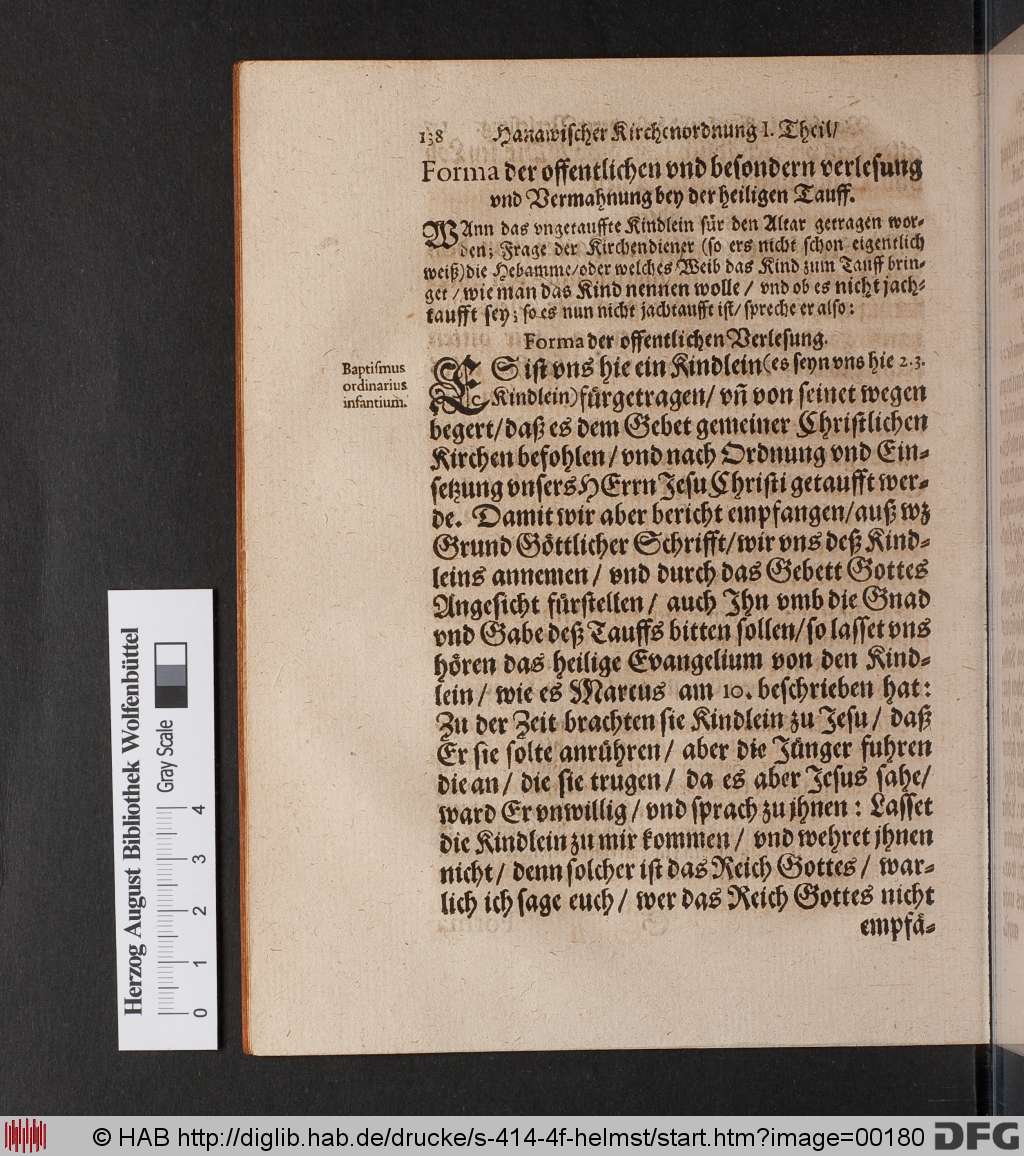 138 Hanawischer Kirchenordnung I. Theil/
Forma der offentlichen vnd besondern verlesung
vnd Vermahnung bey der heiligen Tauff.
WAnn das vngetauffte Kindlein für den Altar getragen wor-
den; Frage der Kirchendiener (so ers nicht schon eigentlich
weiß) die Hebamme/ oder welches Weib das Kind zum Tauff brin-
get / wie man das Kind nennen wolle / vnd ob es nicht jach-
taufft sey; so es nun nicht jachtaufft ist/ spreche er also:
Forma der offentlichen Verlesung.
Baptismus
ordinarius
infantium.
ES ist vns hie ein Kindlein (es seyn vns hie 2.3.
Kindlein) fürgetragen/ vñ von seinet wegen
begert/ daß es dem Gebet gemeiner Christlichen
Kirchen befohlen/ vnd nach Ordnung vnd Ein-
setzung vnsers HErrn Jesu Christi getaufft wer-
de. Damit wir aber bericht empfangen/ auß wz
Grund Göttlicher Schrifft/ wir vns deß Kind-
leins annemen/ vnd durch das Gebett Gottes
Angesicht fürstellen/ auch Ihn vmb die Gnad
vnd Gabe deß Tauffs bitten sollen/ so lasset vns
hören das heilige Evangelium von den Kind-
lein/ wie es Marcus am 10. beschrieben hat:
Zu der Zeit brachten sie Kindlein zu Jesu/ daß
Er sie solte anrühren/ aber die Jünger fuhren
die an/ die sie trugen/ da es aber Jesus sahe/
ward Er vnwillig/ vnd sprach zu jhnen: Lasset
die Kindlein zu mir kommen/ vnd wehret jhnen
nicht/ denn solcher ist das Reich Gottes/ war-
lich ich sage euch/ wer das Reich Gottes nicht
empfä-
Herzog August Bibliothek Wolfenbüttel
Gray Scale
0 1 2 3 4
© HAB http://diglib.hab.de/drucke/s-414-4f-helmst/start.htm?image=00180 DFG